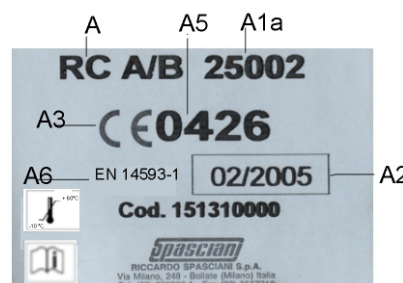 A A5 A1a
RC A/B 25002
A3 CE0426
A6 EN 14593-1 02/2005 A2
+ 60°C
-10°C
Cod. 151310000
Spasciani
RICCARDO SPASCIANI S.p.A.
Via Milano, 248 - Bollate (Milano) Italia